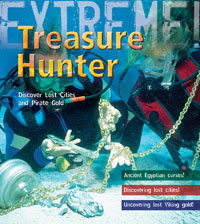 EXTREME!
Treasure
Hunter
Discover Lost Cities
and Pirate Gold
Ancient Egyptian curses!
Discovering lost cities!
Uncovering lost Viking gold!